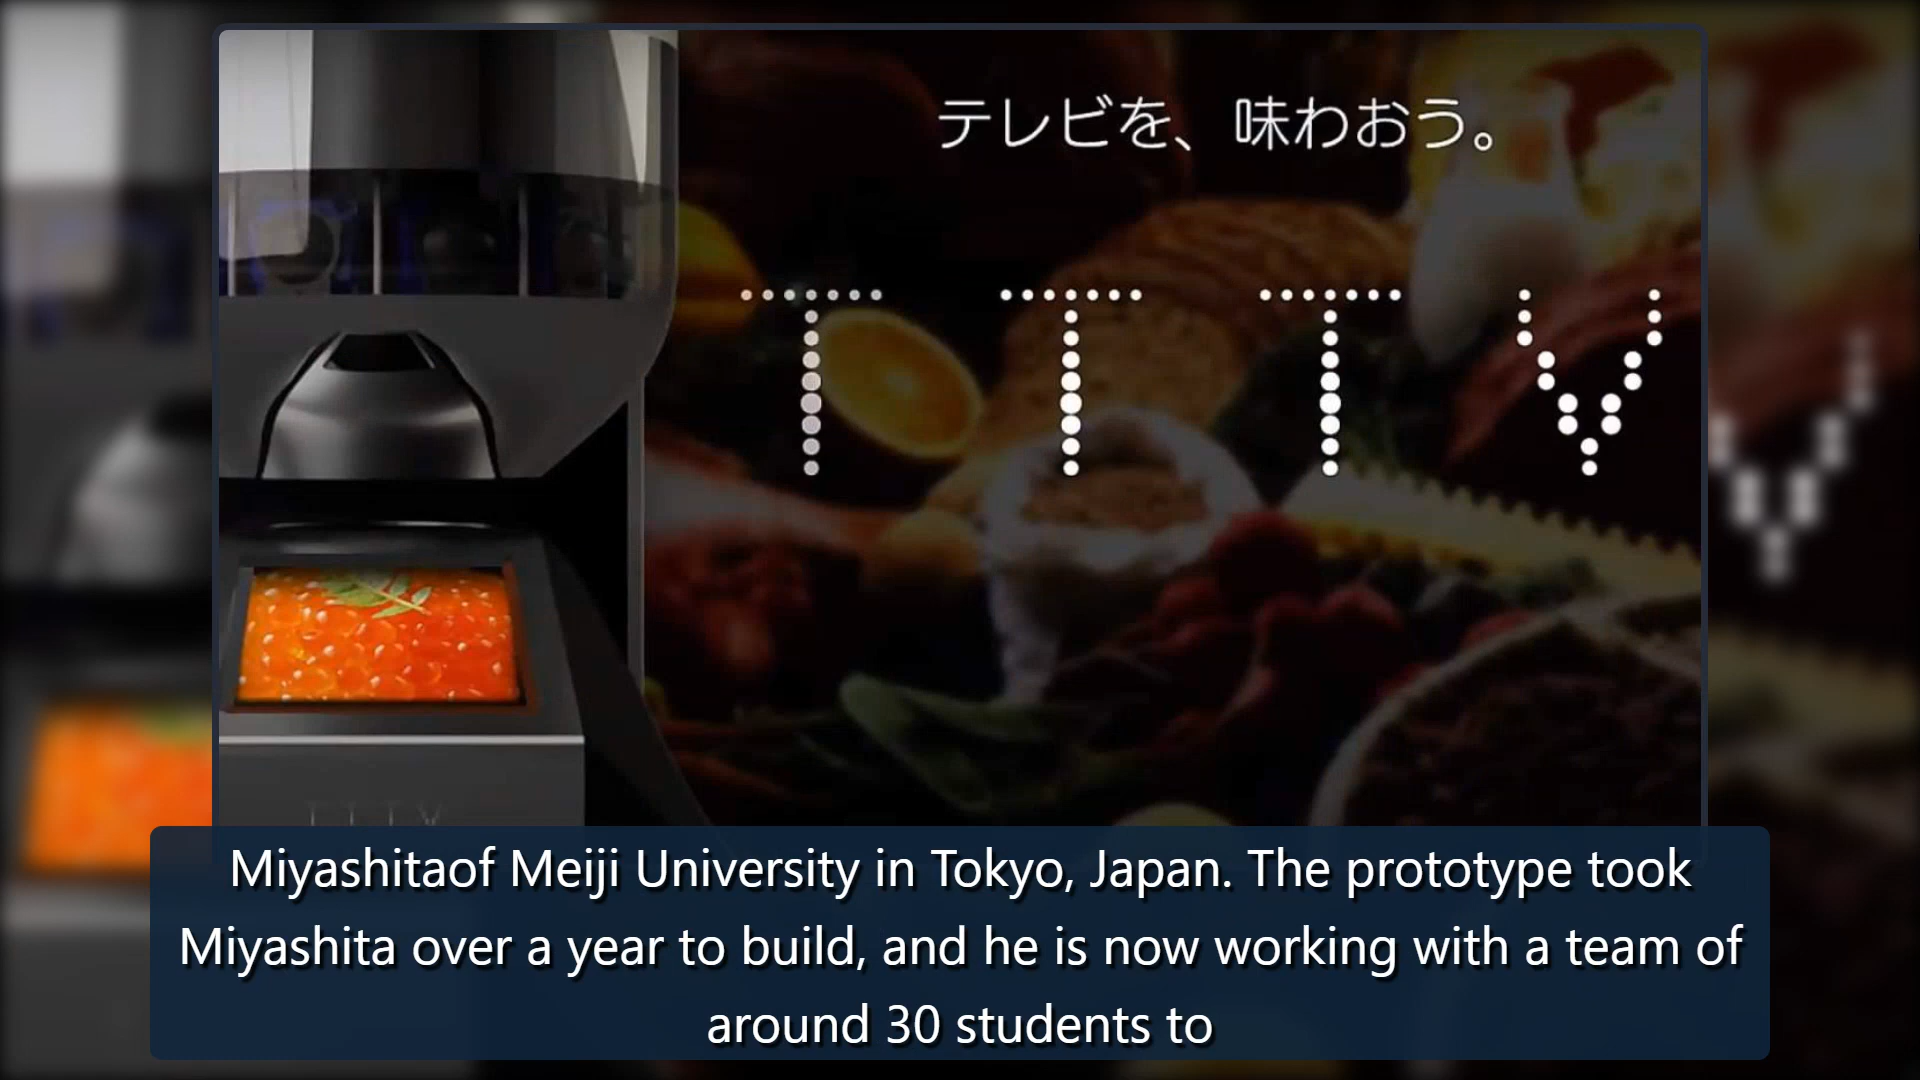 テレビを、味わおう。
TTTV
TTTV
Miyashitaof Meiji University in Tokyo, Japan. The prototype took
Miyashita over a year to build, and he is now working with a team of
around 30 students to